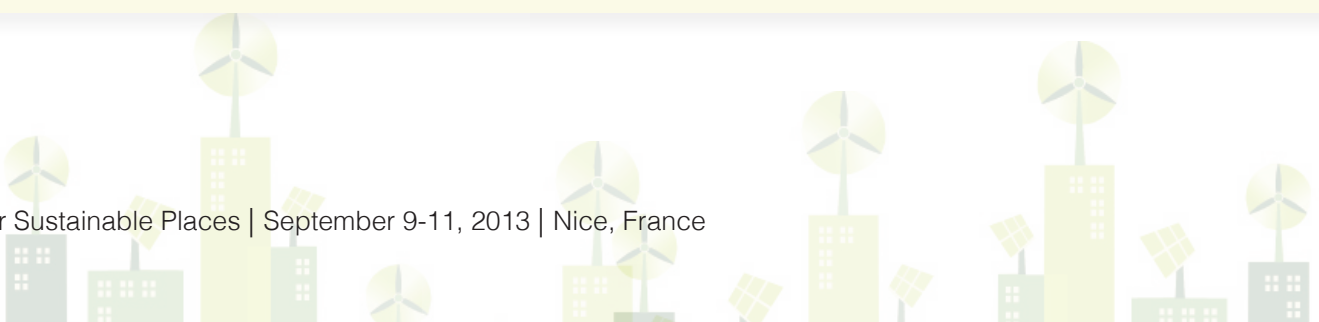 r Sustainable Places | September 9-11, 2013 | Nice, France